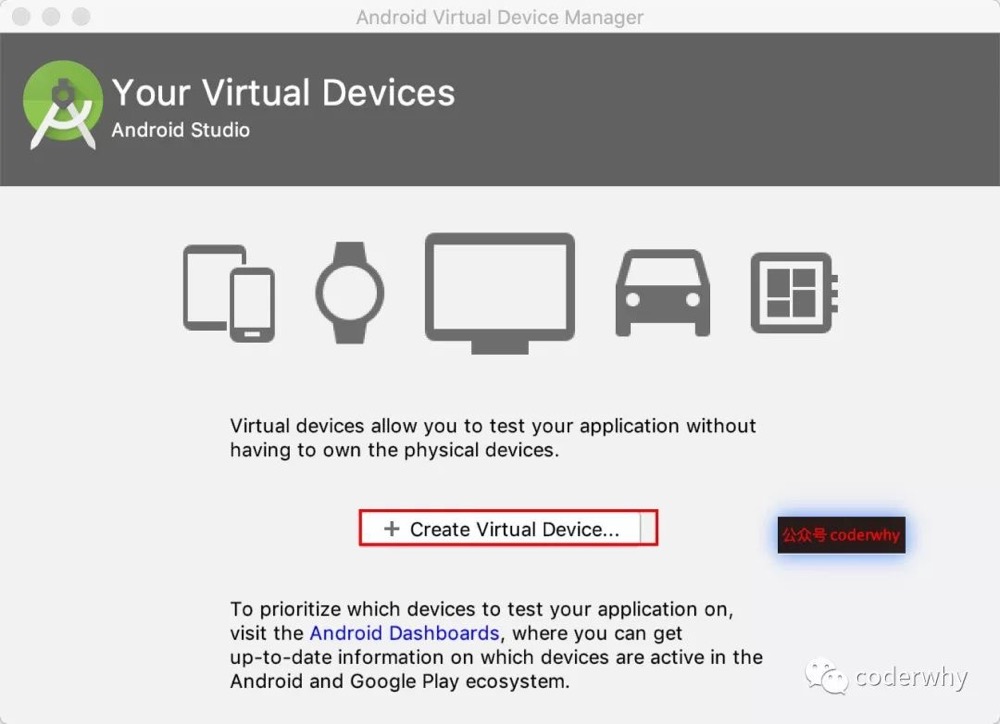 Android Virtual Device Manager
Your Virtual Devices
Android Studio
Virtual devices allow you to test your application without
having to own the physical devices.
+ Create Virtual Device...
公众号 coderwhy
To prioritize which devices to test your application on,
visit the Android Dashboards, where you can get
up-to-date information on which devices are active in the
Android and Google Play ecosystem.
coderwhy